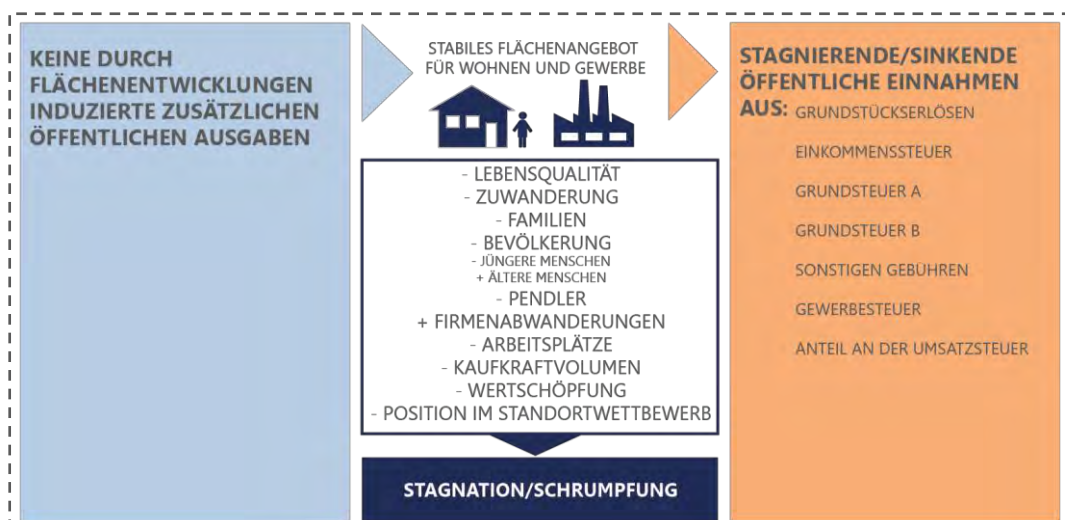 KEINE DURCH
FLÄCHENENTWICKLUNGEN
INDUZIERTE ZUSÄTZLICHEN
ÖFFENTLICHEN AUSGABEN
STABILES FLÄCHENANGEBOT
FÜR WOHNEN UND GEWERBE
- LEBENSQUALITÄT
- ZUWANDERUNG
- FAMILIEN
- BEVÖLKERUNG
- JÜNGERE MENSCHEN
+ ÄLTERE MENSCHEN
- PENDLER
+ FIRMENABWANDERUNGEN
- ARBEITSPLÄTZE
- KAUFKRAFTVOLUMEN
- WERTSCHÖPFUNG
- POSITION IM STANDORTWETTBEWERB
STAGNATION/SCHRUMPFUNG
STAGNIERENDE/SINKENDE
ÖFFENTLICHE EINNAHMEN
AUS: GRUNDSTÜCKSERLÖSEN
EINKOMMENSSTEUER
GRUNDSTEUER A
GRUNDSTEUER B
SONSTIGEN GEBÜHREN
GEWERBESTEUER
ANTEIL AN DER UMSATZSTEUER